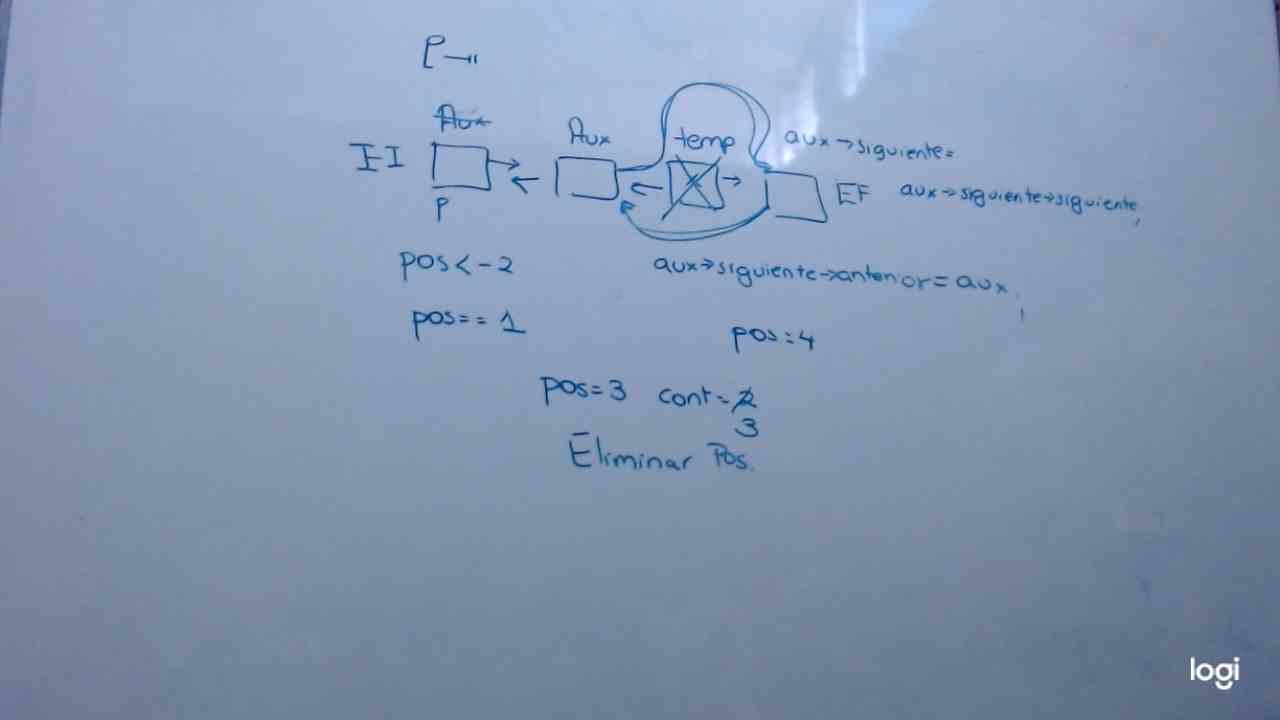 P→||
Aux
Aux
temp
aux→siguiente=
aux→siguiente→siguiente;
P
EF
pos<-2
aux→siguiente→anterior=aux;
pos==1
pos=4
pos=3 cont=2
3
Eliminar Pos.
logi